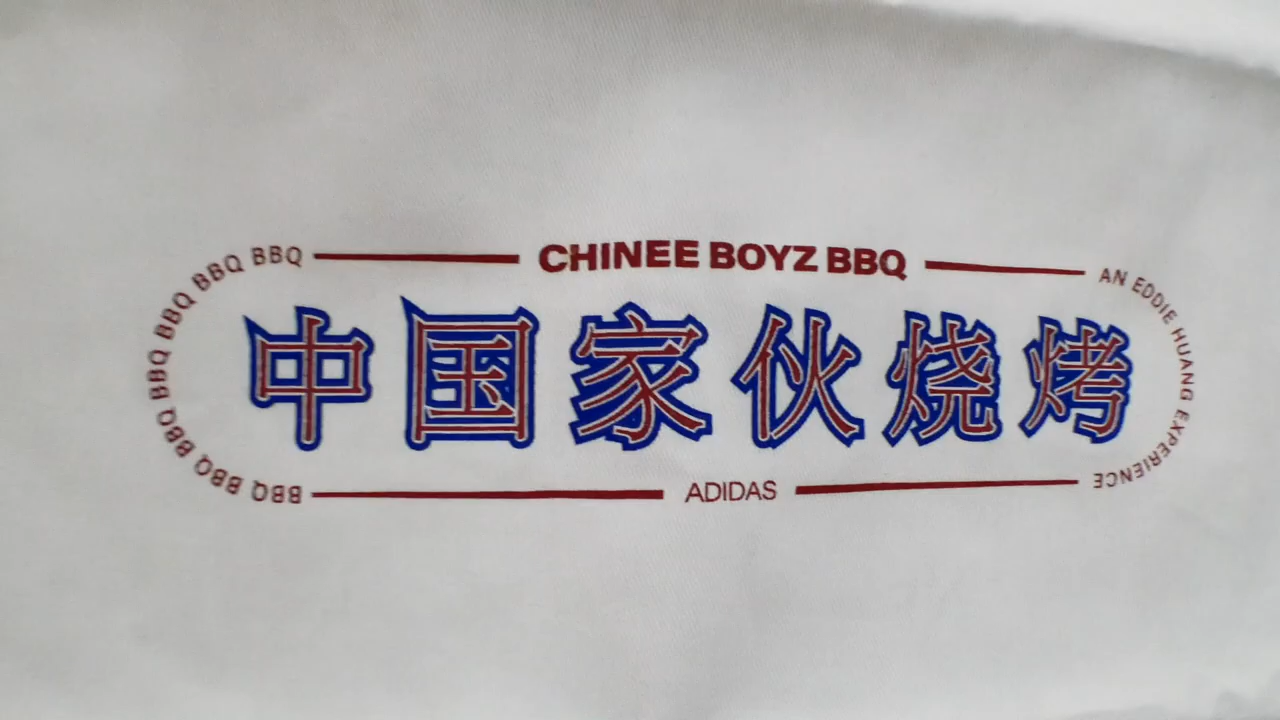 CHINEE BOYZ BBQ
BBQ BBQ BBQ BBQ BBQ BBQ BBQ BBQ BBQ
中国家伙烧烤
AN EDDIE HUANG EXPERIENCE
ADIDAS